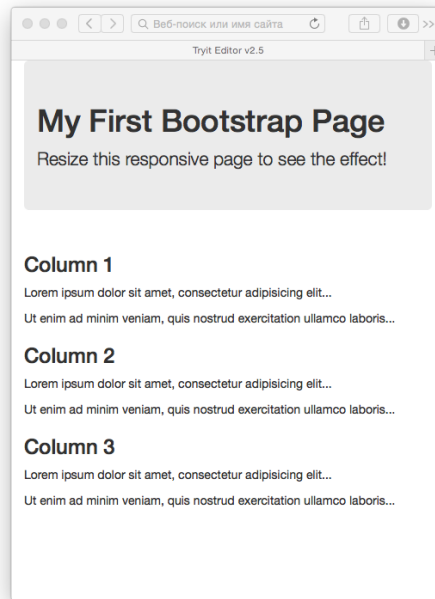 Веб-поиск или имя сайта
Tryit Editor v2.5
My First Bootstrap Page
Resize this responsive page to see the effect!
Column 1
Lorem ipsum dolor sit amet, consectetur adipisicing elit...
Ut enim ad minim veniam, quis nostrud exercitation ullamco laboris...
Column 2
Lorem ipsum dolor sit amet, consectetur adipisicing elit...
Ut enim ad minim veniam, quis nostrud exercitation ullamco laboris...
Column 3
Lorem ipsum dolor sit amet, consectetur adipisicing elit...
Ut enim ad minim veniam, quis nostrud exercitation ullamco laboris...